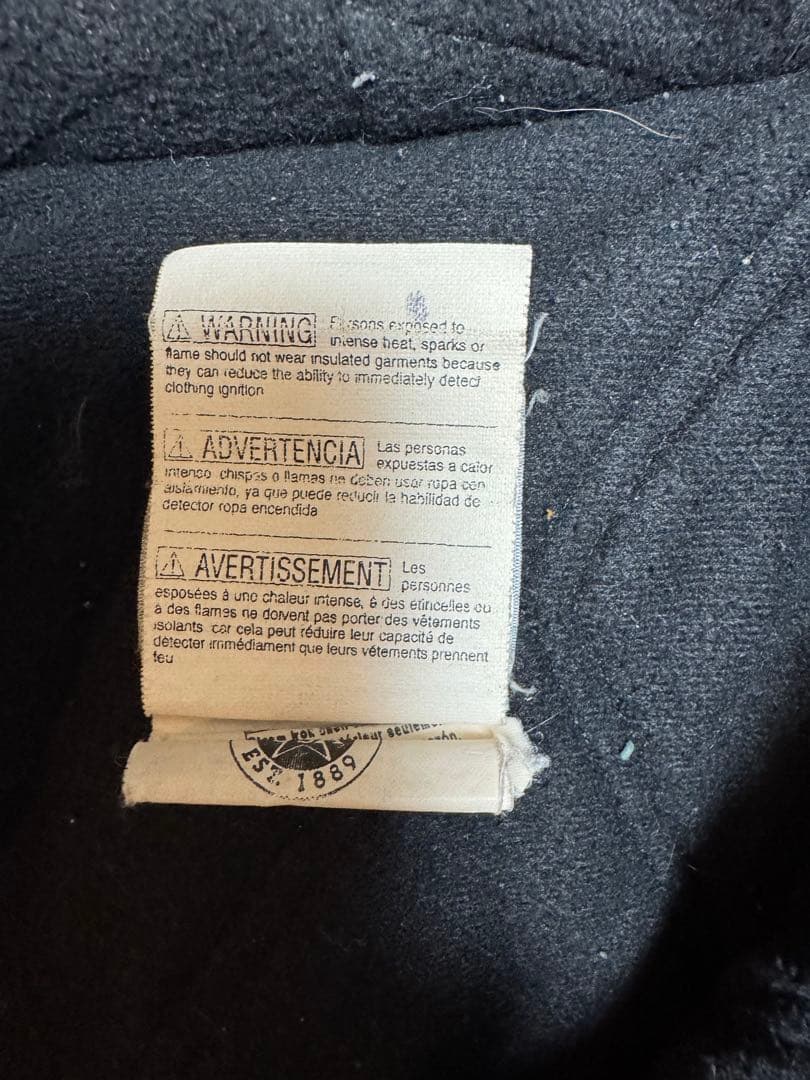 WARNING Persons exposed to
intense heat, sparks or
flame should not wear insulated garments because
they can reduce the ability to immediately detect
clothing ignition
ADVERTENCIA Las personas
expuestas a calor
intenso chispas o llamas no deben usar ropa con
aislamiento, ya que puede reducir la habilidad de
detector ropa encendida
AVERTISSEMENT Les
personnes
esposées à une chaleur intense, à des etincelles ou
à des flames ne doivent pas porter des vêtements
isolants car cela peut réduire leur capacité de
détecter immédiament que leurs vêtements prennent
feu
EST. 1889